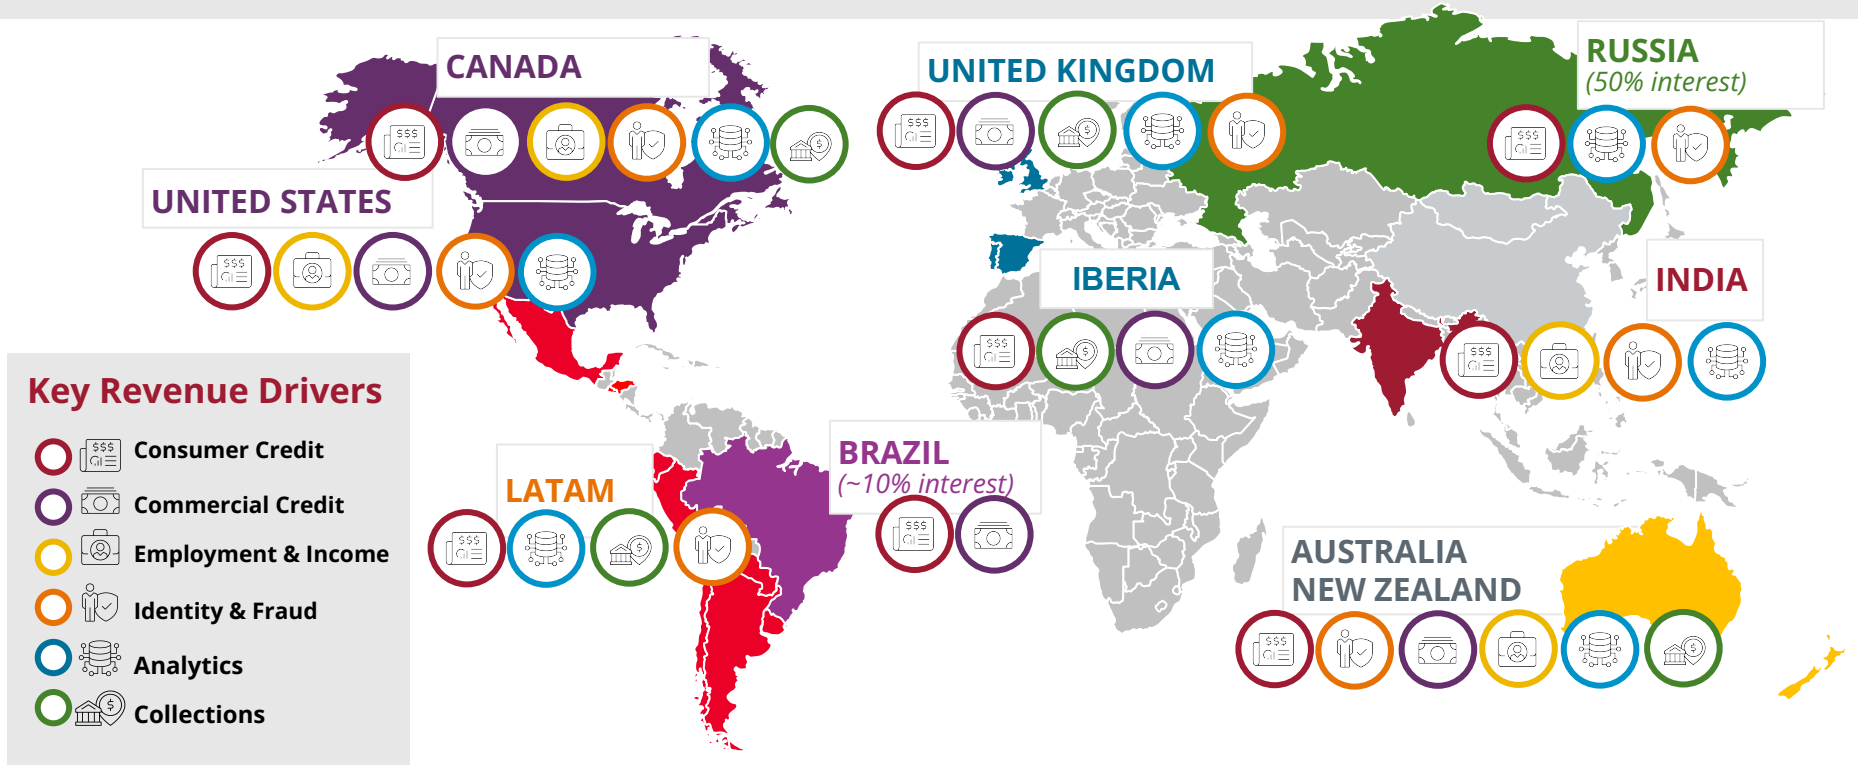 CANADA
UNITED STATES
UNITED KINGDOM
RUSSIA
(50% interest)
IBERIA
INDIA
Key Revenue Drivers
$$$ Consumer Credit
Commercial Credit
Employment & Income
Identity & Fraud
Analytics
$ Collections
LATAM
BRAZIL
(~10% interest)
AUSTRALIA
NEW ZEALAND